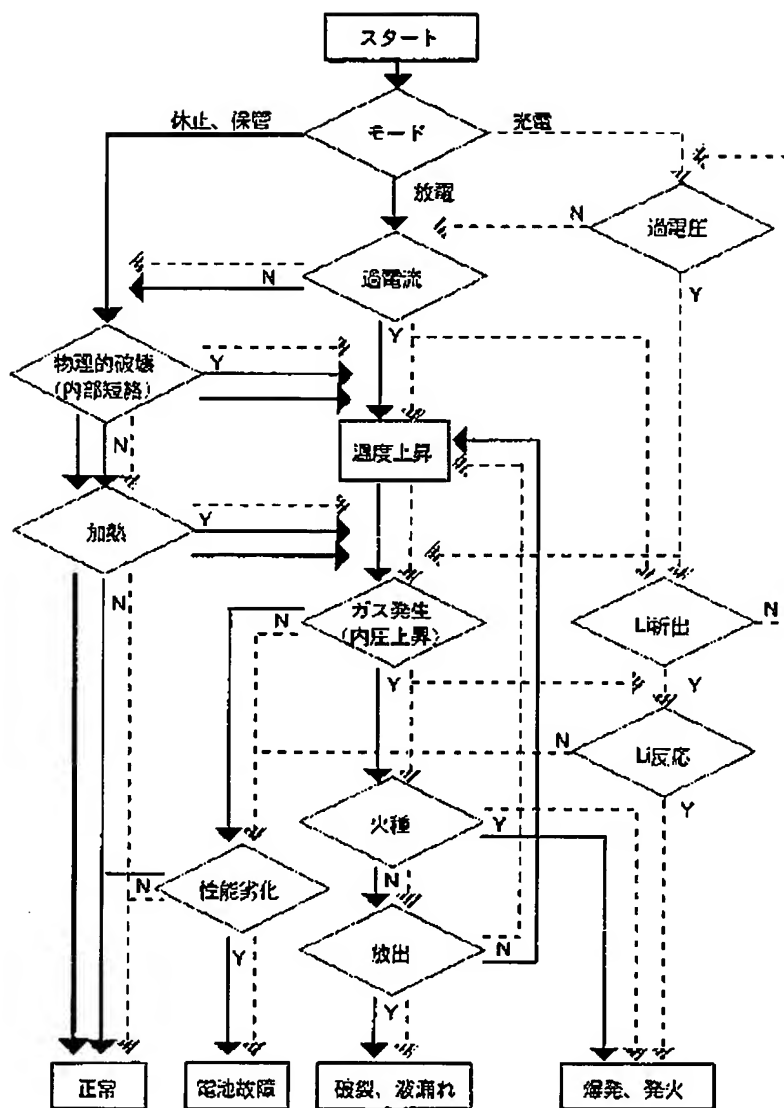 スタート
休止、保管
モード
充電
放電
N
過電圧
過電流
N
Y
Y
物理的破壊
(内部短絡)
Y
N
温度上昇
加熱
Y
N
ガス発生
(内圧上昇)
N
Y
Li析出
N
Y
N
Li反応
Y
火種
Y
N
性能劣化
N
Y
放出
N
Y
正常
電池故障
破裂、液漏れ
爆発、発火